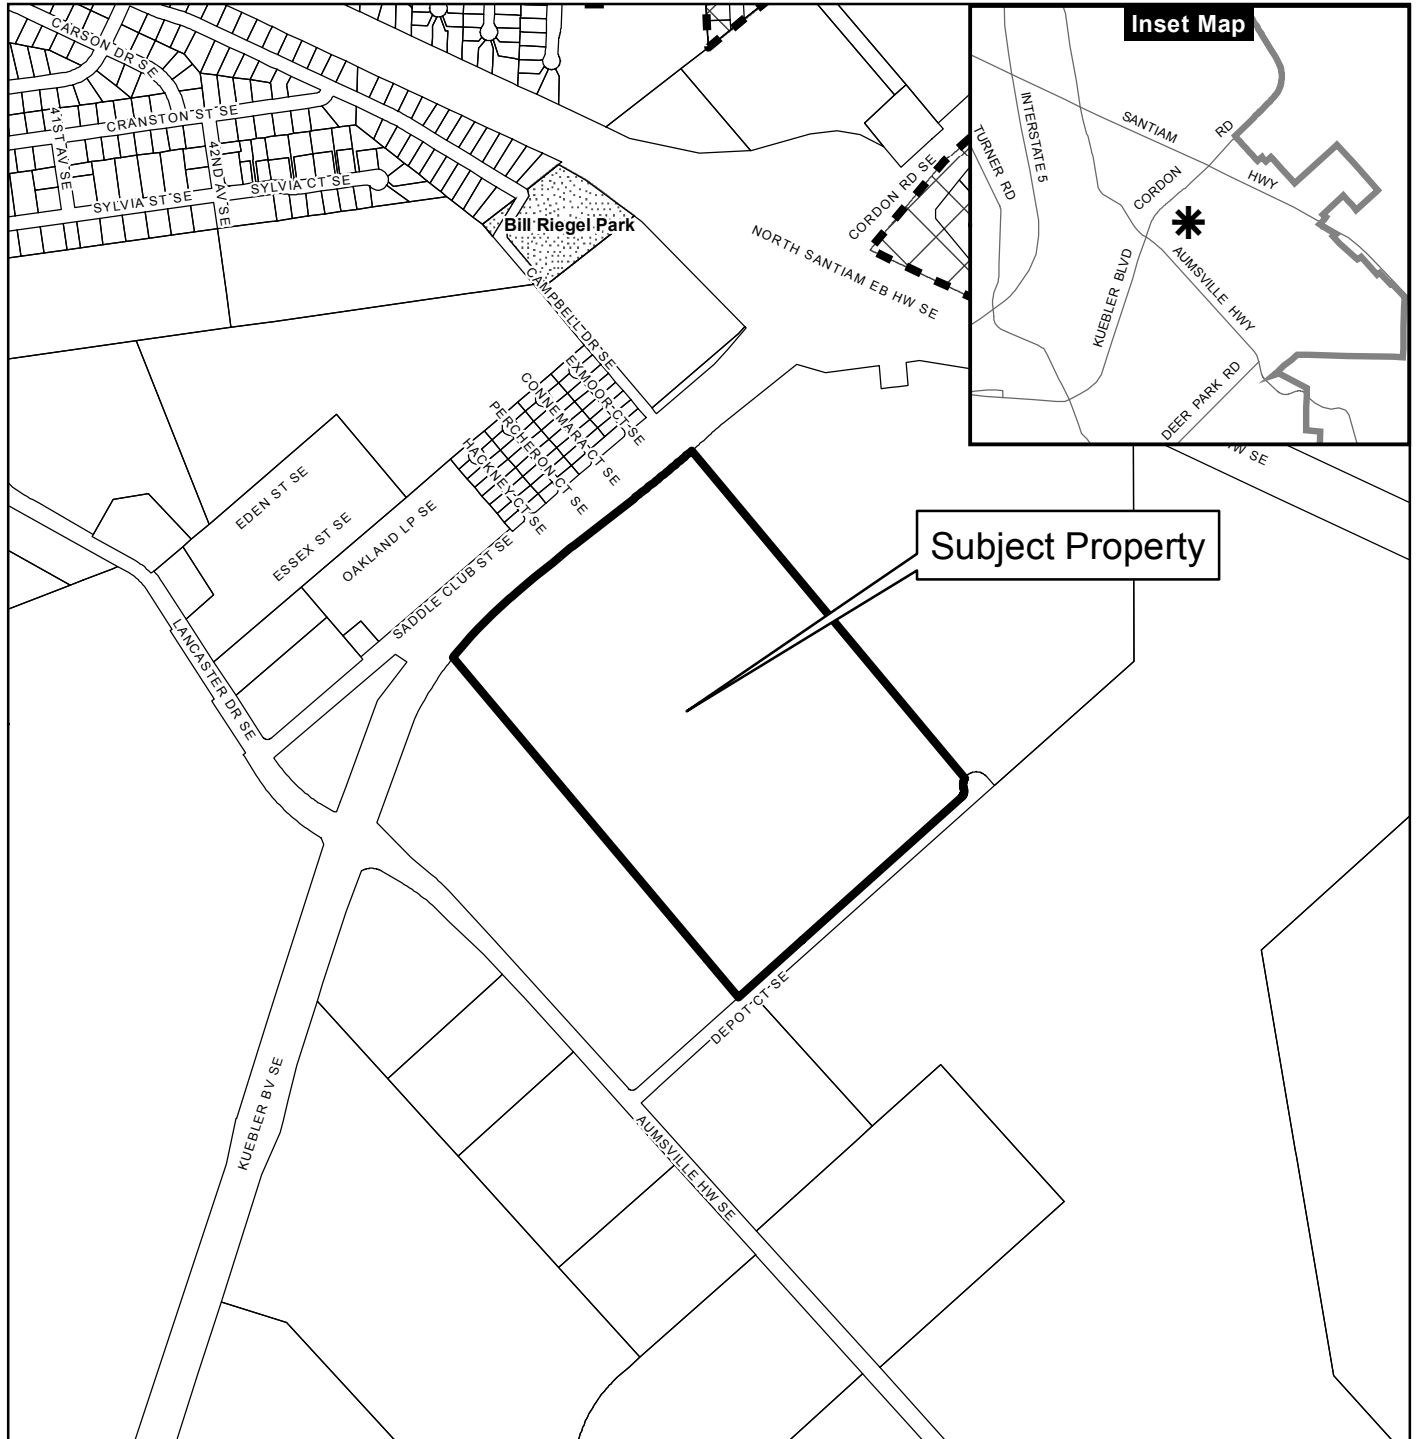 Inset Map
CARSON DR SE
CRANSTON ST SE
41ST AV SE
42ND AV SE
SYLVIA CT SE
SYLVIA ST SE
Bill Riegel Park
CORDON RD SE
NORTH SANTIAM EB HW SE
CAMPBELL DR SE
INTERSTATE 5
TURNER RD
SANTIAM
HWY
CORDON
RD
KUEBLER BLVD
AUMSVILLE HWY
DEER PARK RD
EXMOOR CT SE
CONNEMARA CT SE
PERCHERON CT SE
HACKNEY CT SE
W SE
EDEN ST SE
ESSEX ST SE
OAKLAND LP SE
SADDLE CLUB ST SE
LANCASTER DR SE
Subject Property
DEPOT CT SE
KUEBLER BV SE
AUMSVILLE HW SE